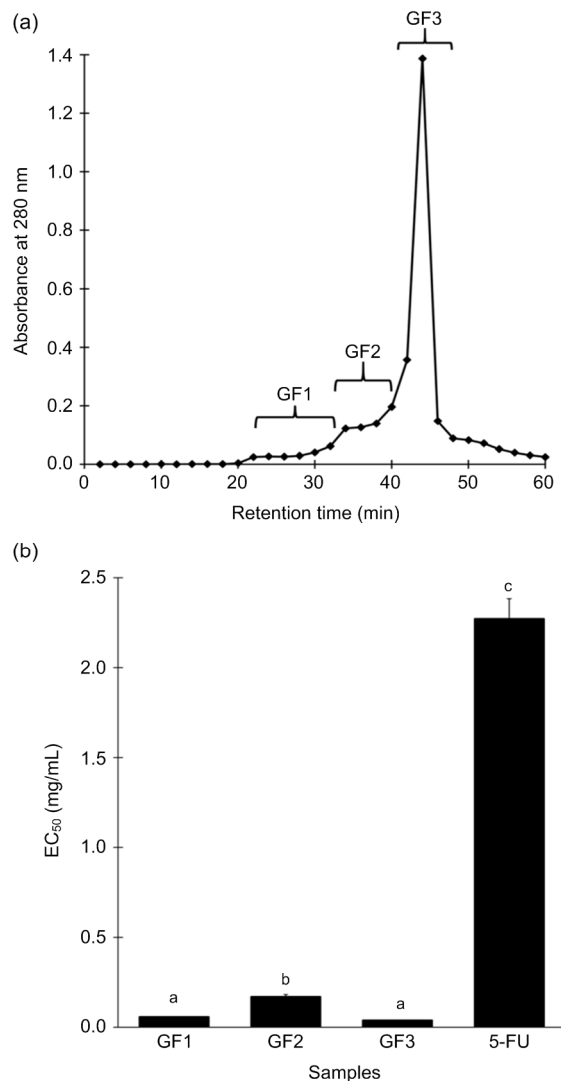 (a)
GF3
1.4
1.2
1.0
0.8
0.6
0.4
0.2
0.0
Absorbance at 280 nm
GF2
GF1
0 10 20 30 40 50 60
Retention time (min)
(b)
2.5
2.0
1.5
1.0
0.5
0.0
EC50 (mg/mL)
a b a c
GF1 GF2 GF3 5-FU
Samples